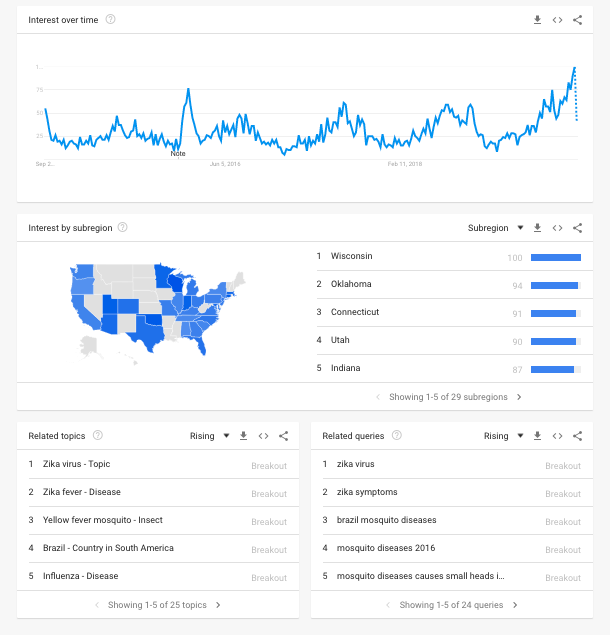 Interest over time
1...
75
50
25
Note
Sep 2... Jun 5, 2016 Feb 11, 2018
Interest by subregion Subregion
1 Wisconsin 100
2 Oklahoma 94
3 Connecticut 91
4 Utah 90
5 Indiana 87
Showing 1-5 of 29 subregions
Related topics Rising
1 Zika virus - Topic Breakout
2 Zika fever - Disease Breakout
3 Yellow fever mosquito - Insect Breakout
4 Brazil - Country in South America Breakout
5 Influenza - Disease Breakout
Showing 1-5 of 25 topics
Related queries Rising
1 zika virus Breakout
2 zika symptoms Breakout
3 brazil mosquito diseases Breakout
4 mosquito diseases 2016 Breakout
5 mosquito diseases causes small heads i... Breakout
Showing 1-5 of 24 queries